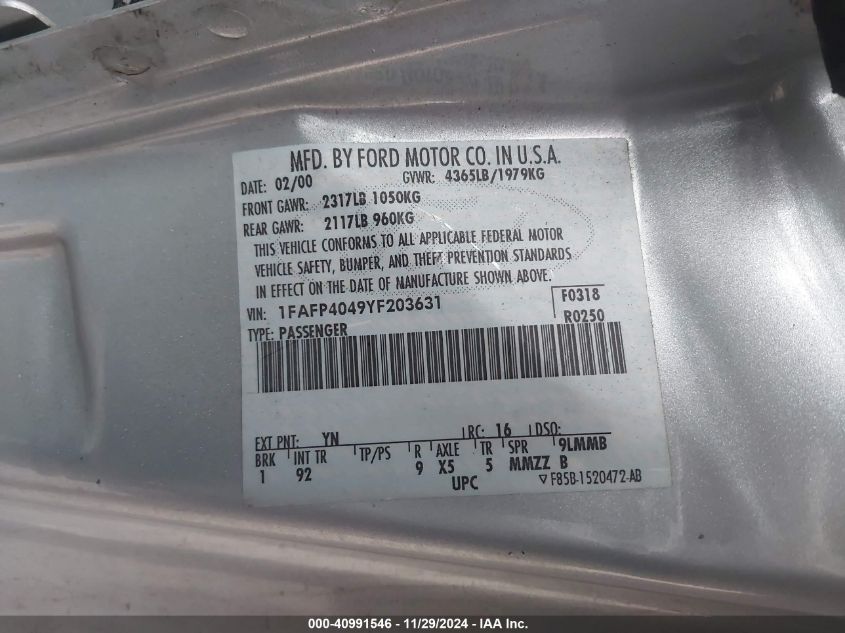 MFD. BY FORD MOTOR CO. IN U.S.A.
DATE: 02/00 GVWR: 4365LB/1979KG
FRONT GAWR: 2317LB 1050KG
REAR GAWR: 2117LB 960KG
THIS VEHICLE CONFORMS TO ALL APPLICABLE FEDERAL MOTOR
VEHICLE SAFETY, BUMPER, AND THEFT PREVENTION STANDARDS
IN EFFECT ON THE DATE OF MANUFACTURE SHOWN ABOVE.
VIN: 1FAFP4049YF203631 F0318
TYPE: PASSENGER R0250
EXT PNT: YN RC: 16 DSO:
BRK INT TR TP/PS R AXLE TR SPR 9LMMB
1 92 9 X5 5 MMZZ B
UPC ▽F85B-1520472-AB
000-40991546 - 11/29/2024 - IAA Inc.